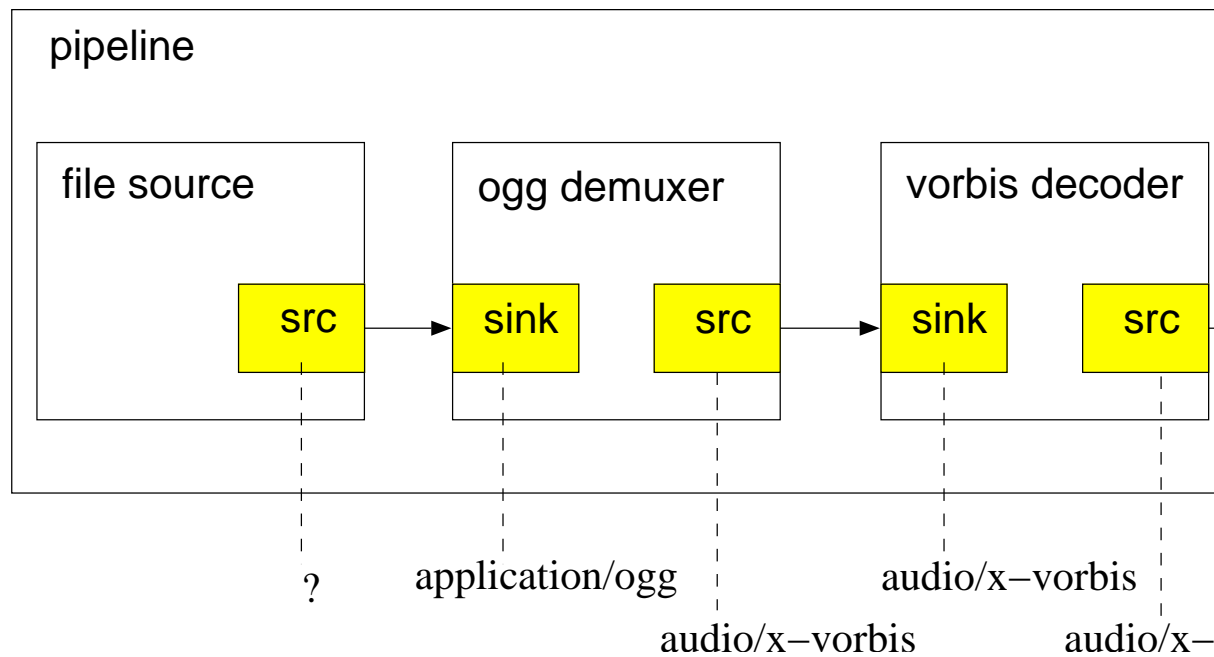 pipeline
file source
ogg demuxer
vorbis decoder
src
sink
src
sink
src
?
application/ogg
audio/x−vorbis
audio/x−vorbis
audio/x−